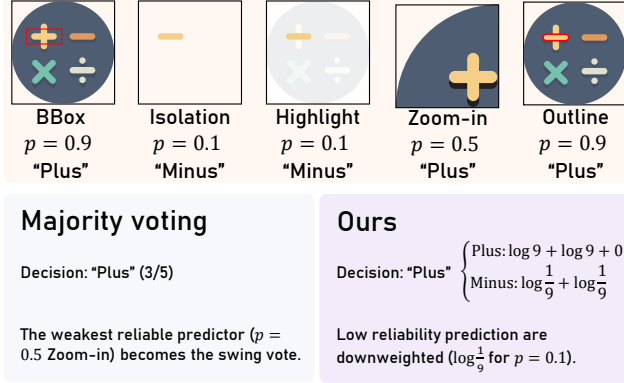 BBox
p = 0.9
"Plus"
Isolation
p = 0.1
"Minus"
Highlight
p = 0.1
"Minus"
Zoom-in
p = 0.5
"Plus"
Outline
p = 0.9
"Plus"
Majority voting
Decision: "Plus" (3/5)
The weakest reliable predictor (p =
0.5 Zoom-in) becomes the swing vote.
Ours
Decision: "Plus" { Plus: log 9 + log 9 + 0
Minus: log 1/9 + log 1/9
Low reliability prediction are
downweighted (log 1/9 for p = 0.1).